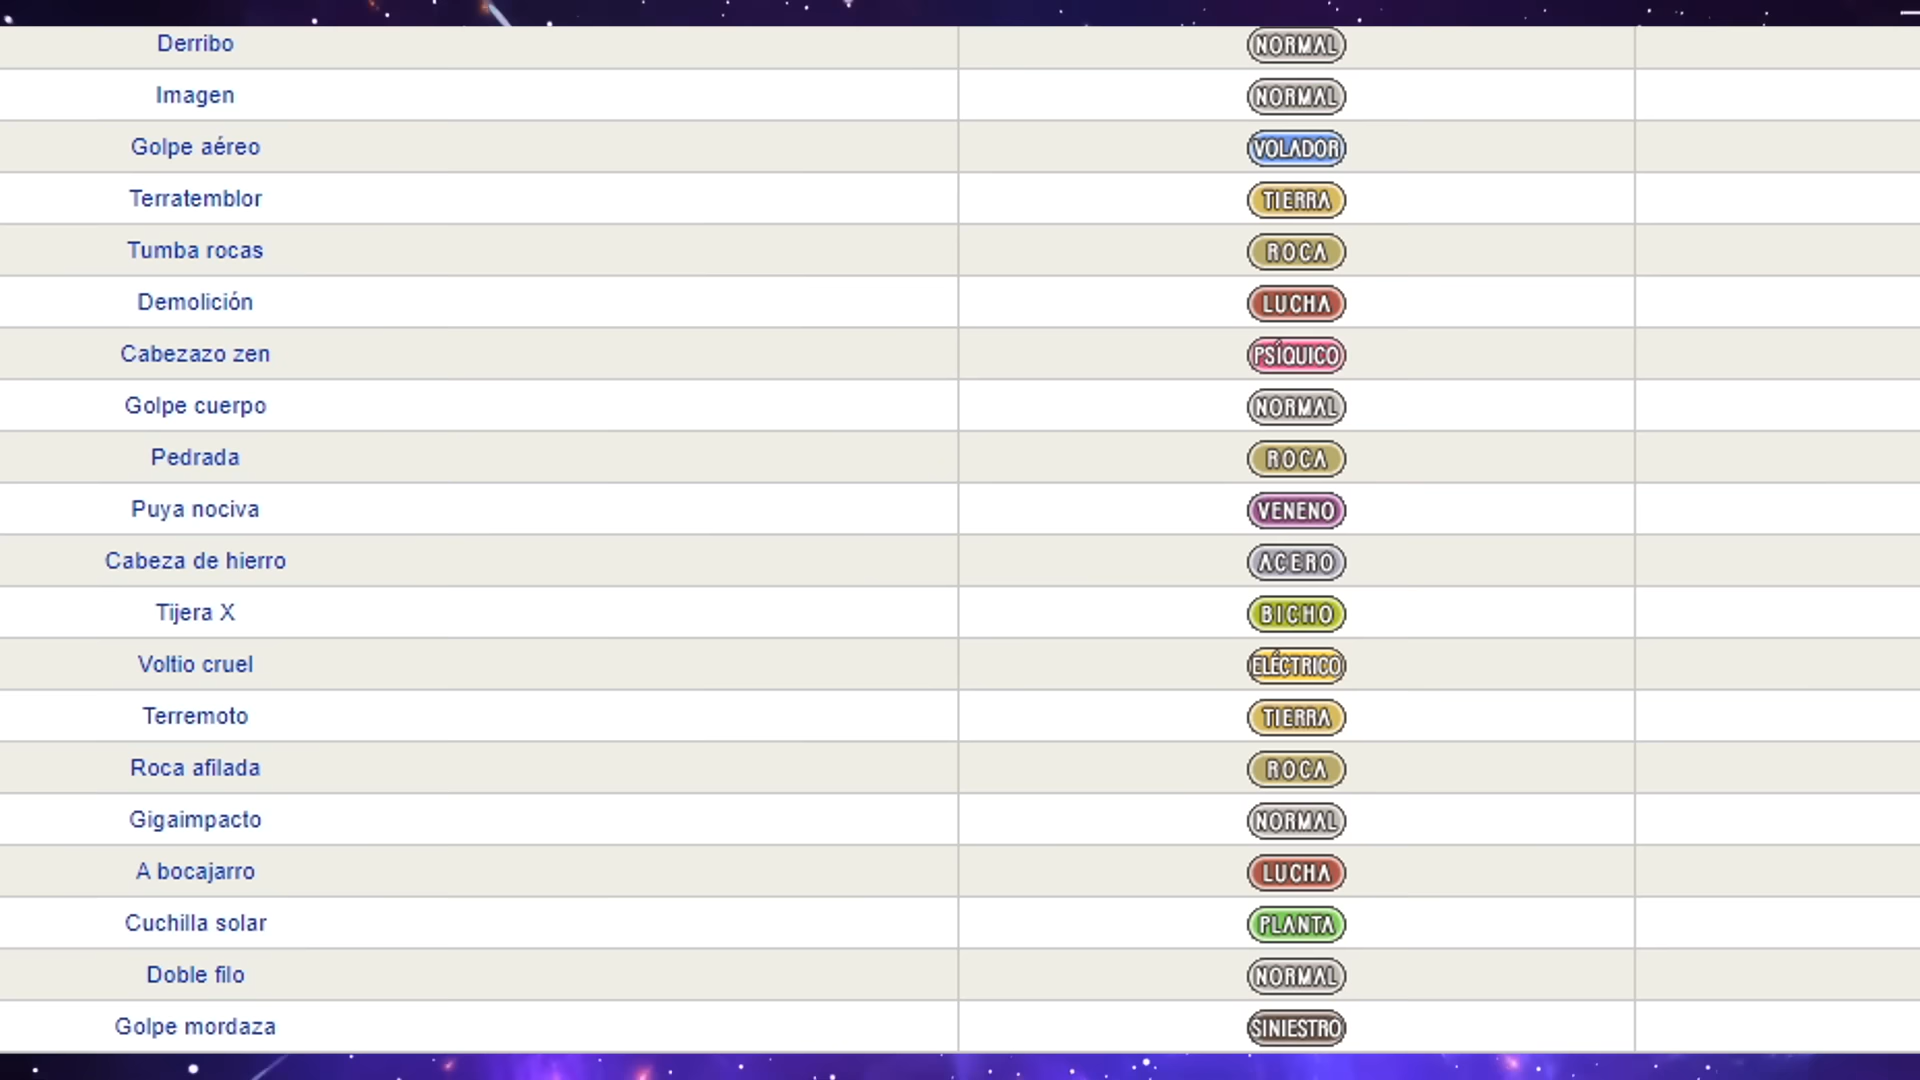 Derribo NORMAL
Imagen NORMAL
Golpe aéreo VOLADOR
Terratemblor TIERRA
Tumba rocas ROCA
Demolición LUCHA
Cabezazo zen PSÍQUICO
Golpe cuerpo NORMAL
Pedrada ROCA
Puya nociva VENENO
Cabeza de hierro ACERO
Tijera X BICHO
Voltio cruel ELÉCTRICO
Terremoto TIERRA
Roca afilada ROCA
Gigaimpacto NORMAL
A bocajarro LUCHA
Cuchilla solar PLANTA
Doble filo NORMAL
Golpe mordaza SINIESTRO